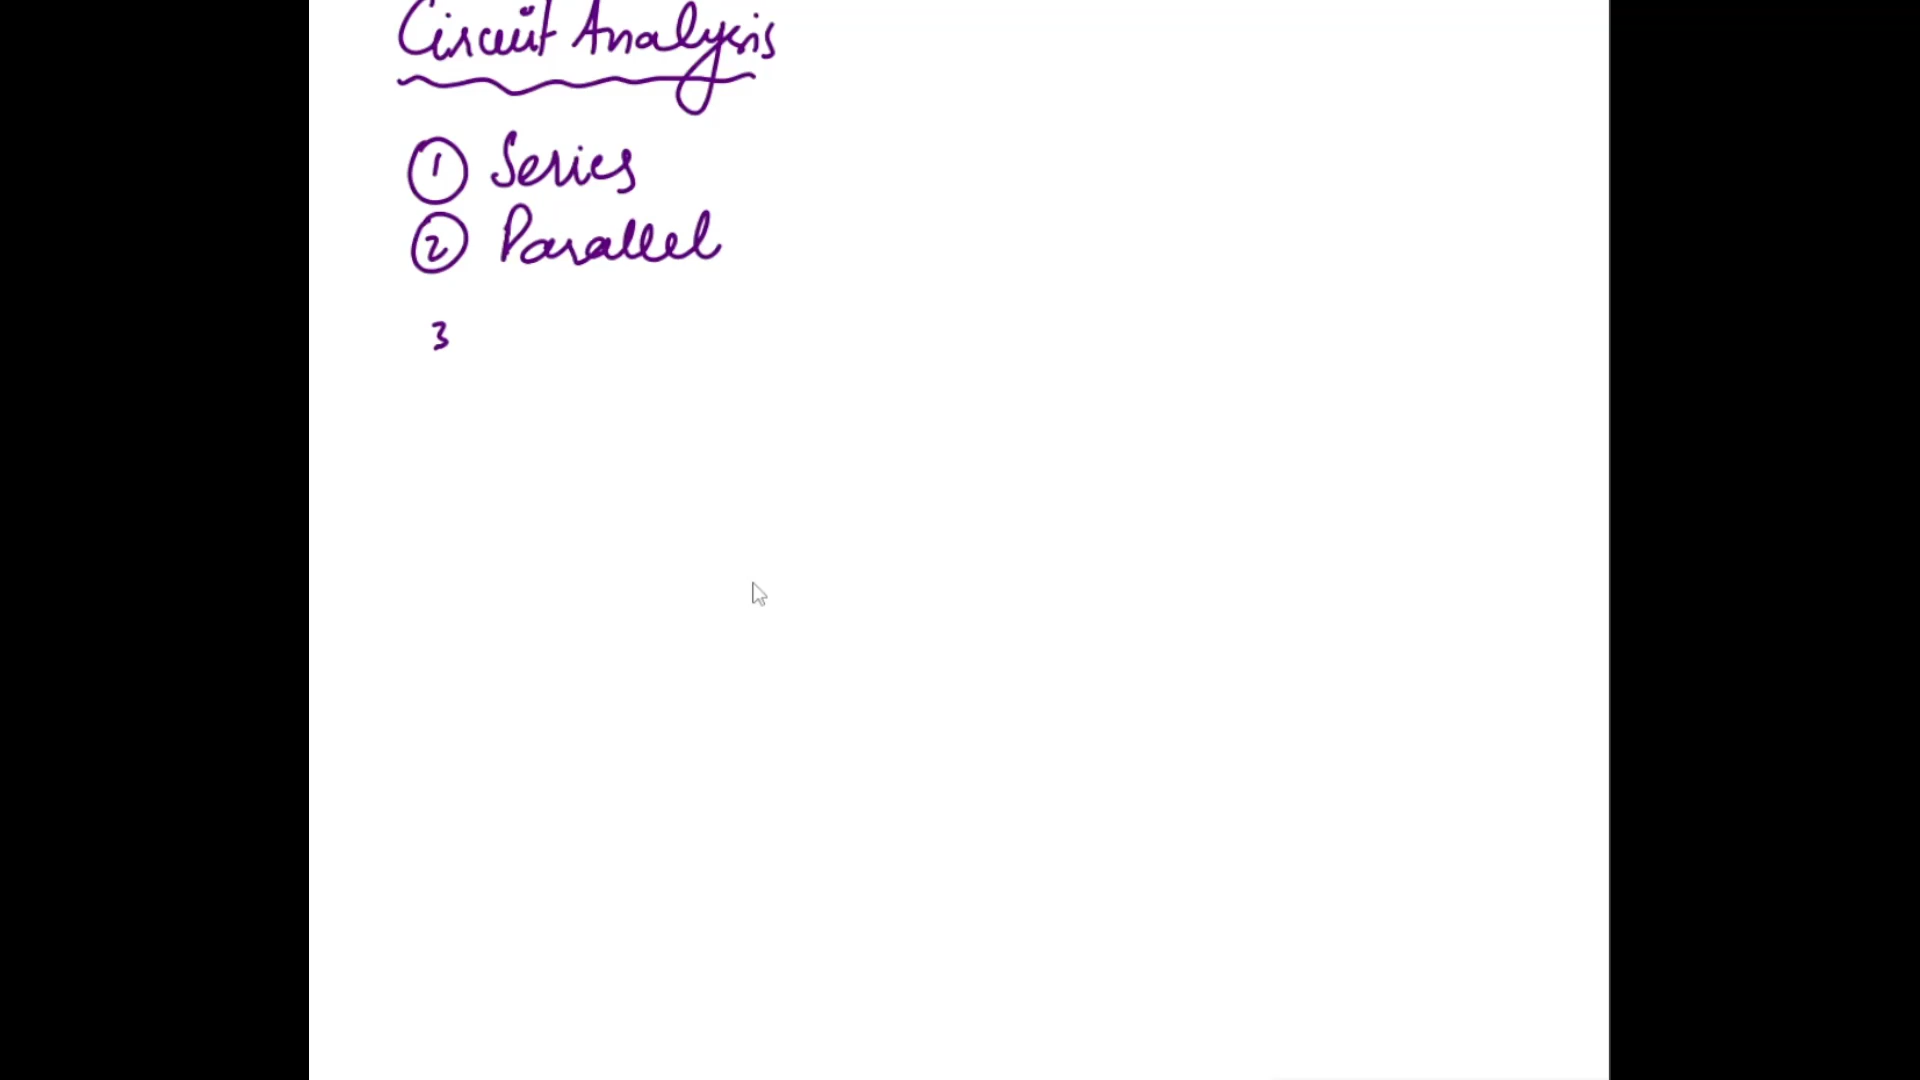 Circuit Analysis
① Series
② Parallel
3